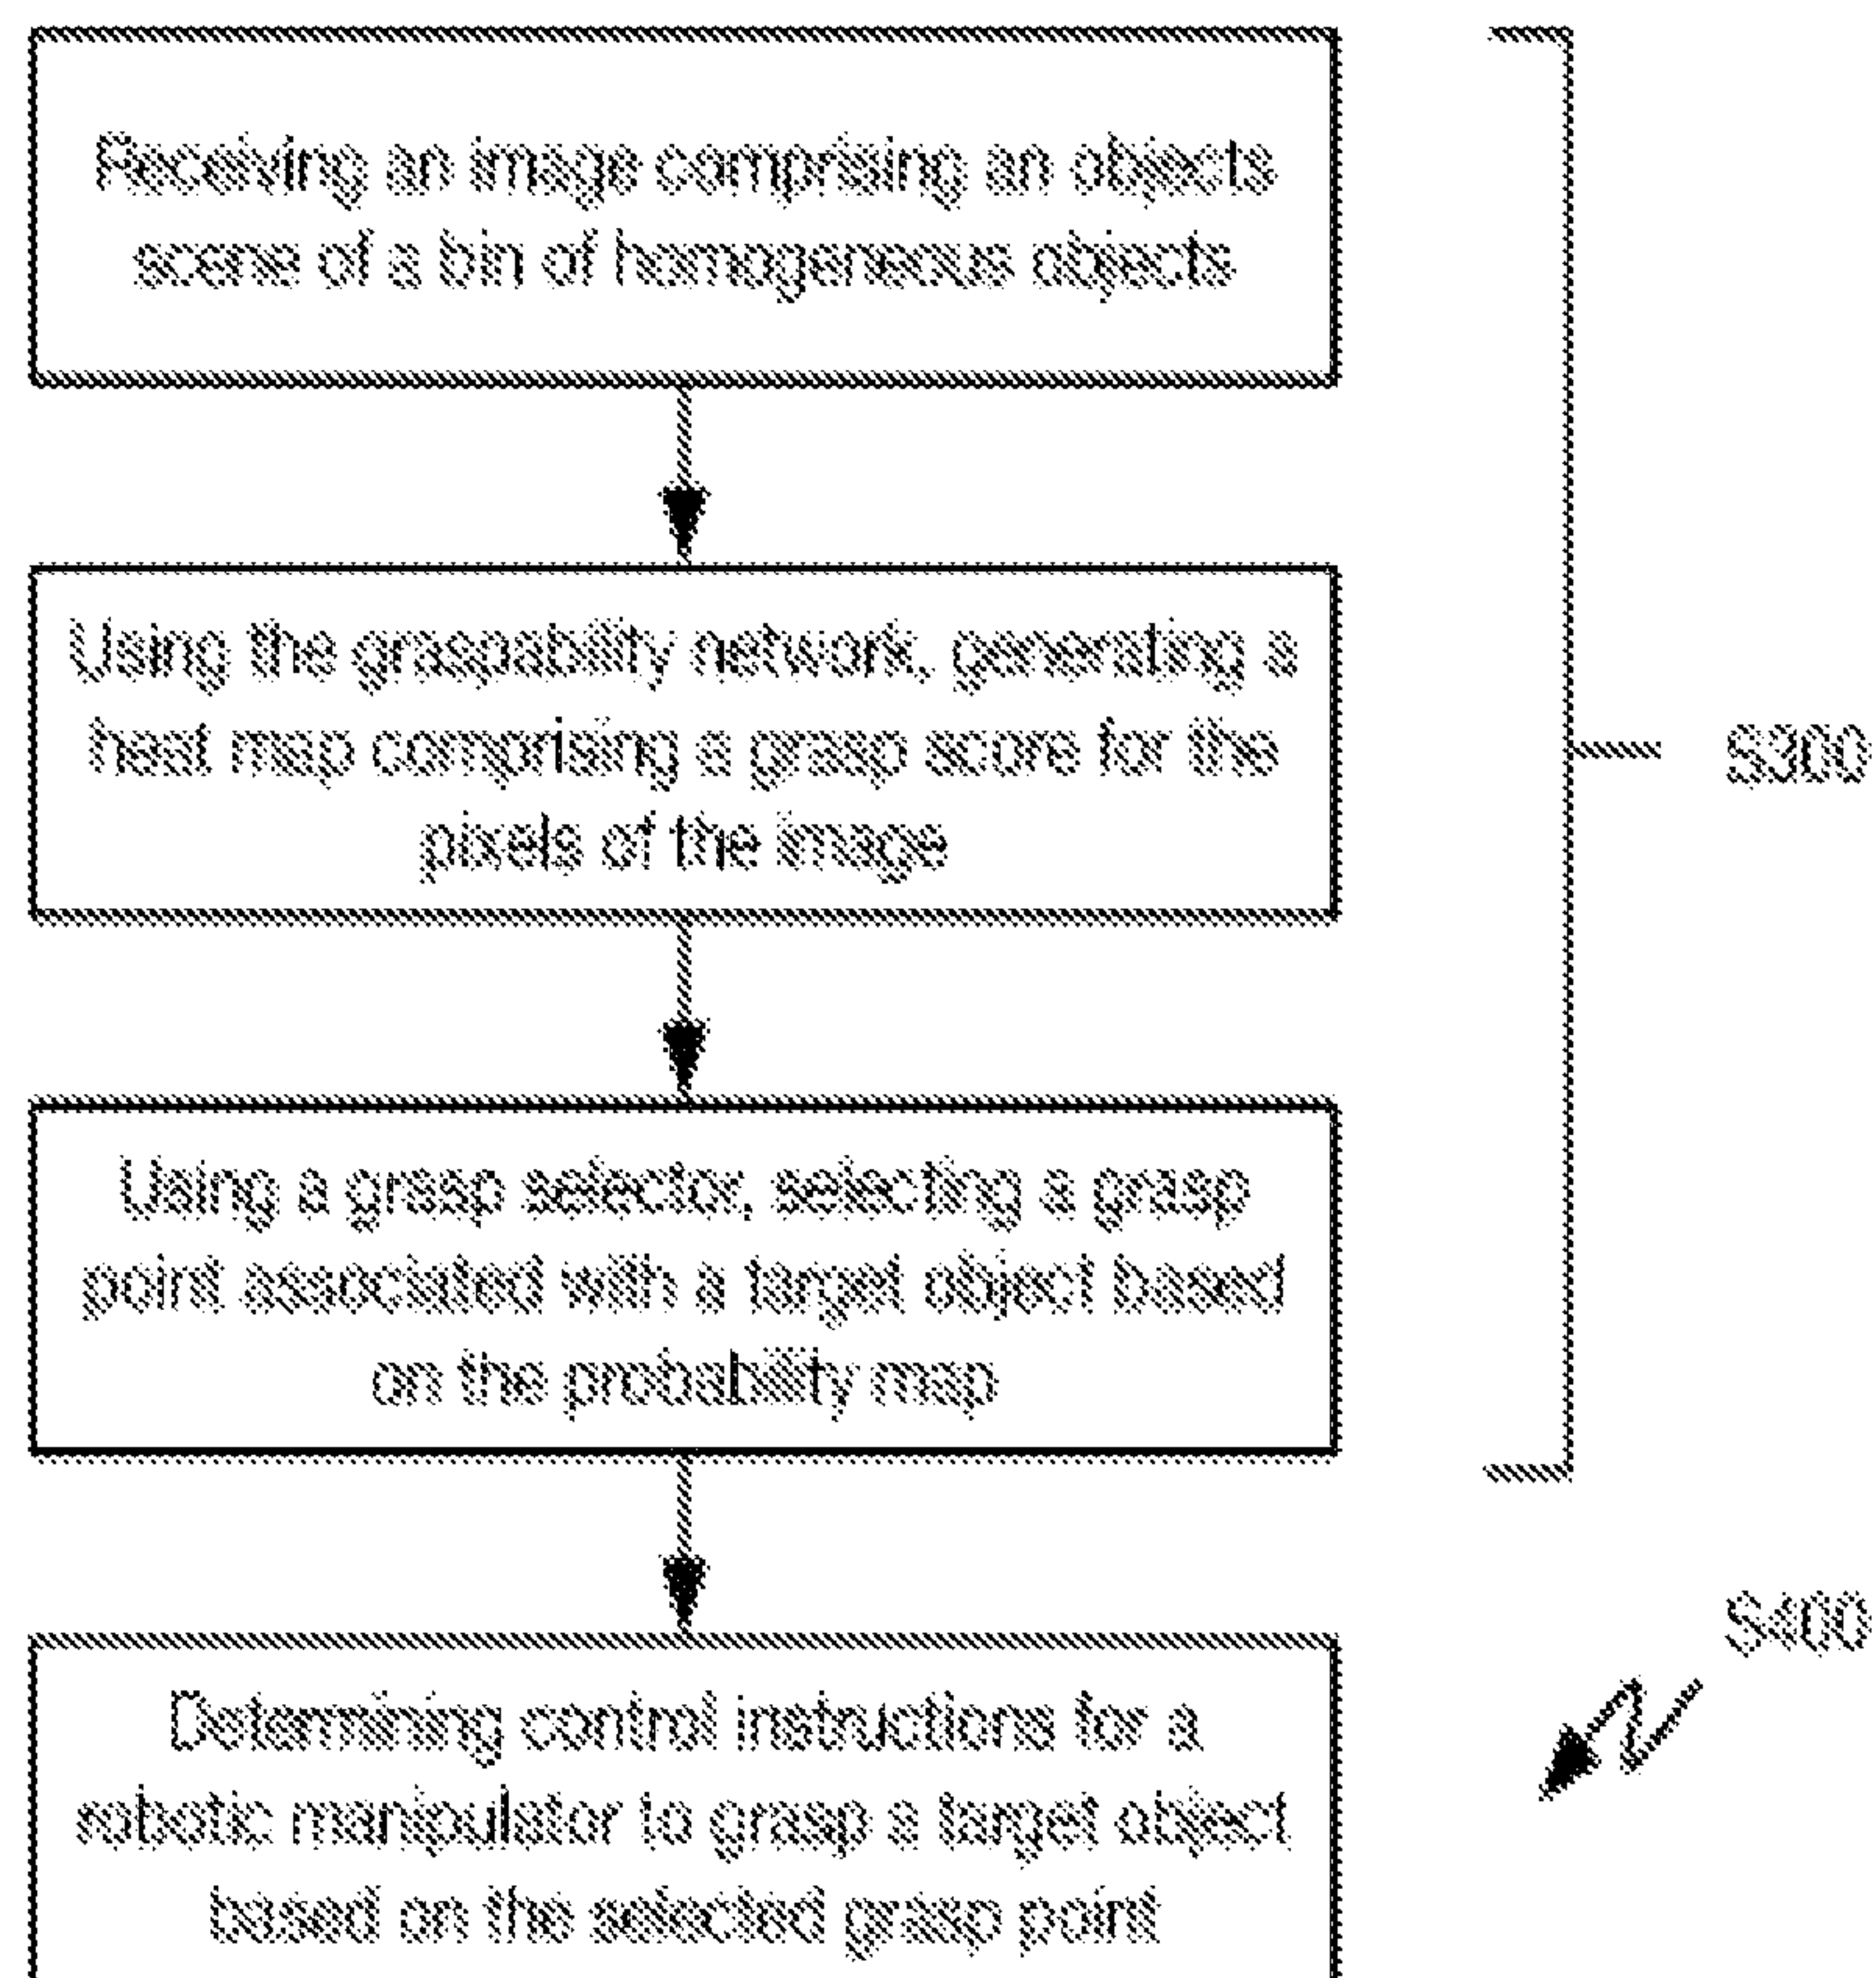 Receiving an image comprising an objects
scene of a bin of homogeneous objects
Using the graspability network, generating a
heat map comprising a grasp score for the
pixels of the image
S300
Using a grasp selector, selecting a grasp
point associated with a target object based
on the probability map
S400
Determining control instructions for a
robotic manipulator to grasp a target object
based on the selected grasp point